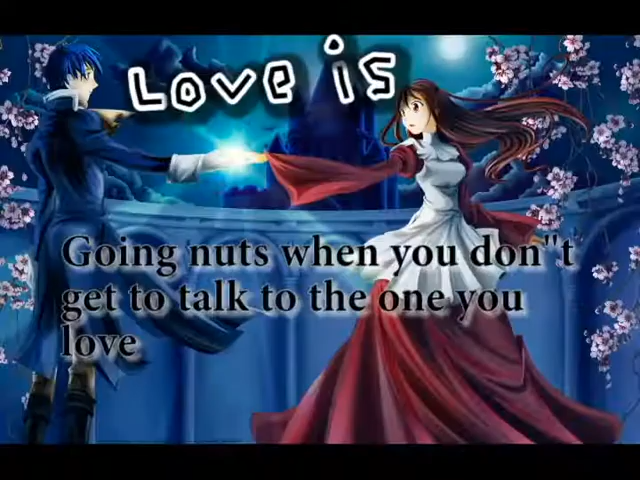 Love is
Going nuts when you don"t
get to talk to the one you
love